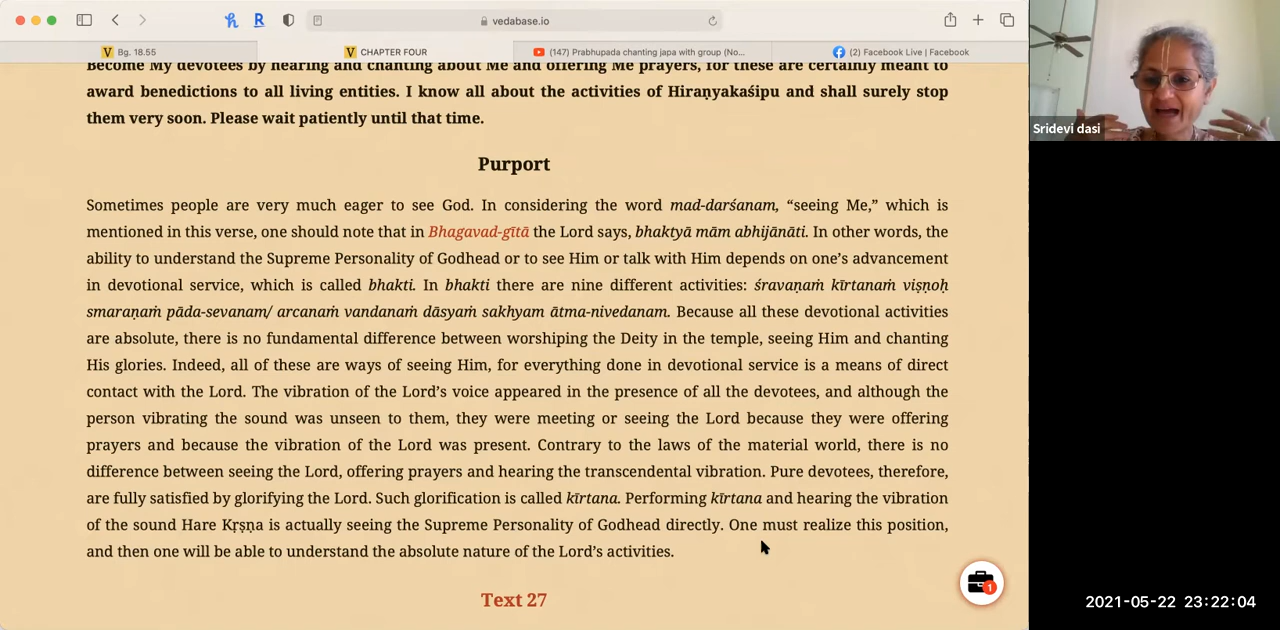 vedabase.io
Bg. 18.55
CHAPTER FOUR
(147) Prabhupada chanting japa with group (No...
(2) Facebook Live | Facebook
Become My devotees by hearing and chanting about Me and offering Me prayers, for these are certainly meant to
award benedictions to all living entities. I know all about the activities of Hiraṇyakaśipu and shall surely stop
them very soon. Please wait patiently until that time.
Purport
Sometimes people are very much eager to see God. In considering the word mad-darśanam, “seeing Me,” which is
mentioned in this verse, one should note that in Bhagavad-gītā the Lord says, bhaktyā mām abhijānāti. In other words, the
ability to understand the Supreme Personality of Godhead or to see Him or talk with Him depends on one’s advancement
in devotional service, which is called bhakti. In bhakti there are nine different activities: śravaṇaṁ kīrtanaṁ viṣṇoḥ
smaraṇaṁ pāda-sevanam/ arcanaṁ vandanaṁ dāsyaṁ sakhyam ātma-nivedanam. Because all these devotional activities
are absolute, there is no fundamental difference between worshiping the Deity in the temple, seeing Him and chanting
His glories. Indeed, all of these are ways of seeing Him, for everything done in devotional service is a means of direct
contact with the Lord. The vibration of the Lord’s voice appeared in the presence of all the devotees, and although the
person vibrating the sound was unseen to them, they were meeting or seeing the Lord because they were offering
prayers and because the vibration of the Lord was present. Contrary to the laws of the material world, there is no
difference between seeing the Lord, offering prayers and hearing the transcendental vibration. Pure devotees, therefore,
are fully satisfied by glorifying the Lord. Such glorification is called kīrtana. Performing kīrtana and hearing the vibration
of the sound Hare Kṛṣṇa is actually seeing the Supreme Personality of Godhead directly. One must realize this position,
and then one will be able to understand the absolute nature of the Lord’s activities.
Text 27
1
Sridevi dasi
2021-05-22 23:22:04